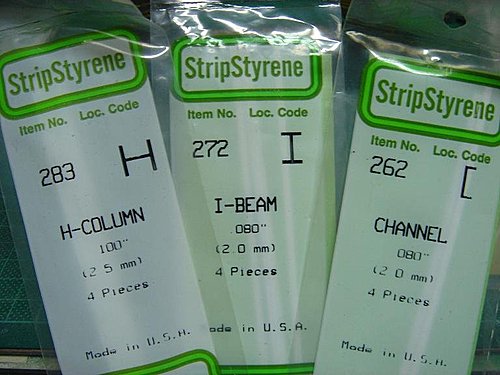 StripStyrene
Item No. Loc. Code
283 H
H-COLUMN
.100"
(2.5 mm)
4 Pieces
Made in U.S.A.
StripStyrene
Item No. Loc. Code
272 I
I-BEAM
.080"
(2.0 mm)
4 Pieces
ade in U.S.A.
StripStyrene
Item No. Loc. Code
262 [
CHANNEL
.080"
(2.0 mm)
4 Pieces
Made in U.S.A.